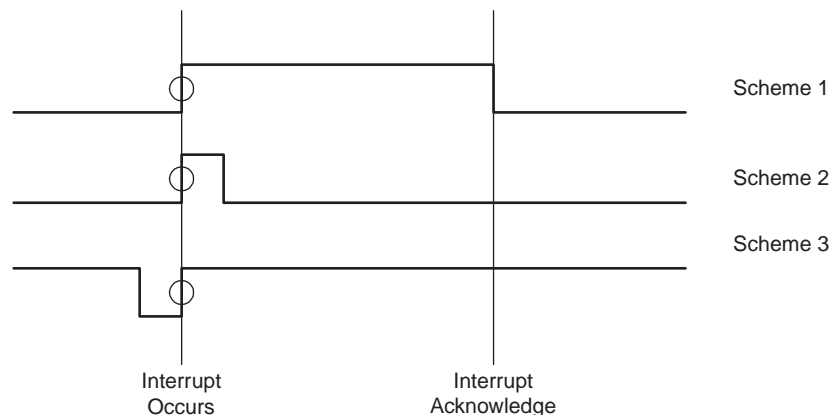 Scheme 1
Scheme 2
Scheme 3
Interrupt
Occurs
Interrupt
Acknowledge